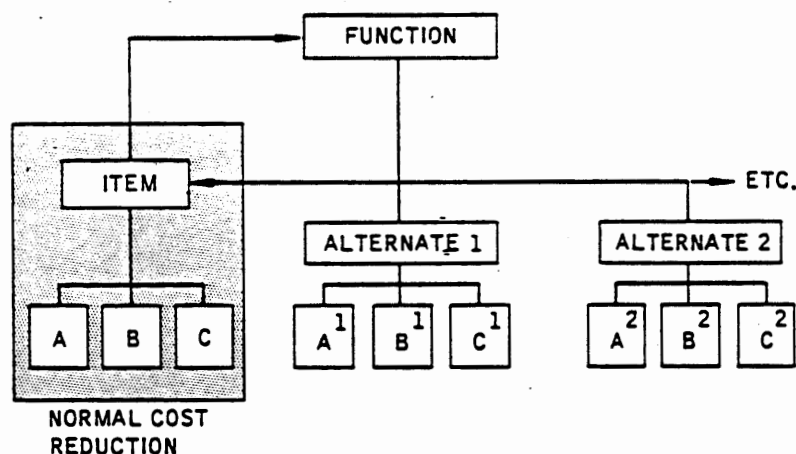 FUNCTION
ITEM
ETC.
ALTERNATE 1
ALTERNATE 2
A
B
C
A1
B1
C1
A2
B2
C2
NORMAL COST
REDUCTION